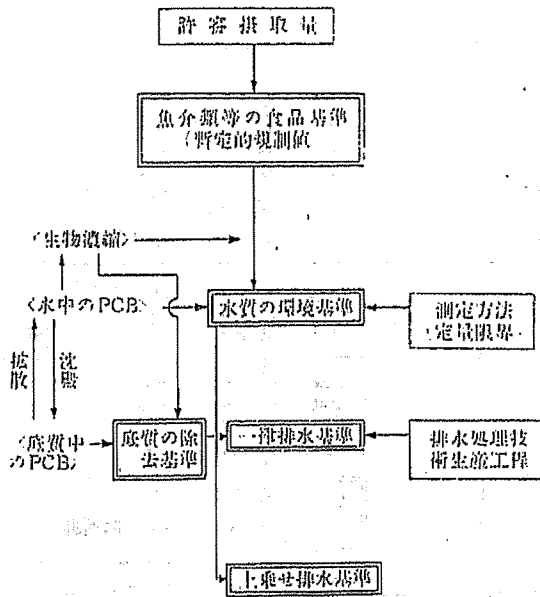 許容摂取量
魚介類等の食品基準
(暫定的規制値
〈生物濃縮〉
〈水中のPCB〉
水質の環境基準
測定方法
定量限界
拡散
沈殿
〈底質中
のPCB〉
底質の除
去基準
一律排水基準
排水処理技
術生産工程
上乗せ排水基準